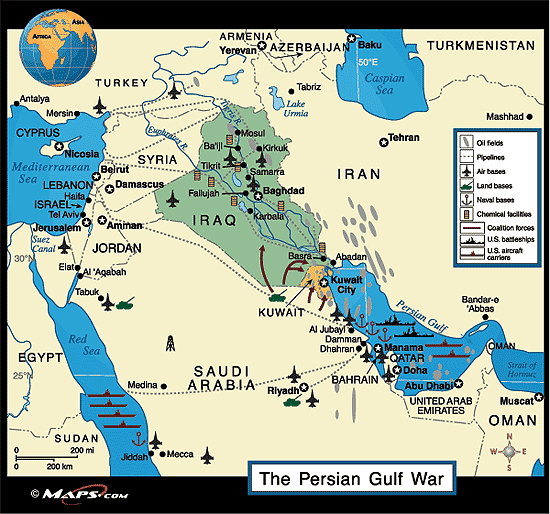 AFRICA
ASIA
ARMENIA
Yerevan
AZERBAIJAN
Baku
50°E
Caspian
Sea
TURKMENISTAN
TURKEY
Antalya
Mersin
Tabriz
Lake
Urmia
Mashhad
CYPRUS
Nicosia
Mediterranean
Sea
Tigris R.
Euphrates R.
Mosul
Kirkuk
Ba'iji
Tikrit
Samarra
Tehran
SYRIA
Beirut
LEBANON
Damascus
IRAN
Haifa
ISRAEL
Tel Aviv
Jerusalem
Amman
Fallujah
Baghdad
Karbala
IRAQ
Suez
Canal
JORDAN
30°N
Elat
Al 'Aqabah
Basra
Abadan
Kuwait
City
KUWAIT
Tabuk
Persian Gulf
Bandar-e
'Abbas
Al Jubayl
Damman
Dhahran
Manama
QATAR
Doha
BAHRAIN
Abu Dhabi
UNITED ARAB
EMIRATES
OMAN
Strait of
Hormuz
Muscat
OMAN
EGYPT
Red
Sea
25°N
Medina
SAUDI
ARABIA
Riyadh
SUDAN
Jiddah
Mecca
Oil fields
Pipelines
Air bases
Land bases
Naval bases
Chemical facilities
Coalition forces
U.S. battleships
U.S. aircraft
carriers
N
0 200 mi
0 200 km
The Persian Gulf War
© MAPS.COM